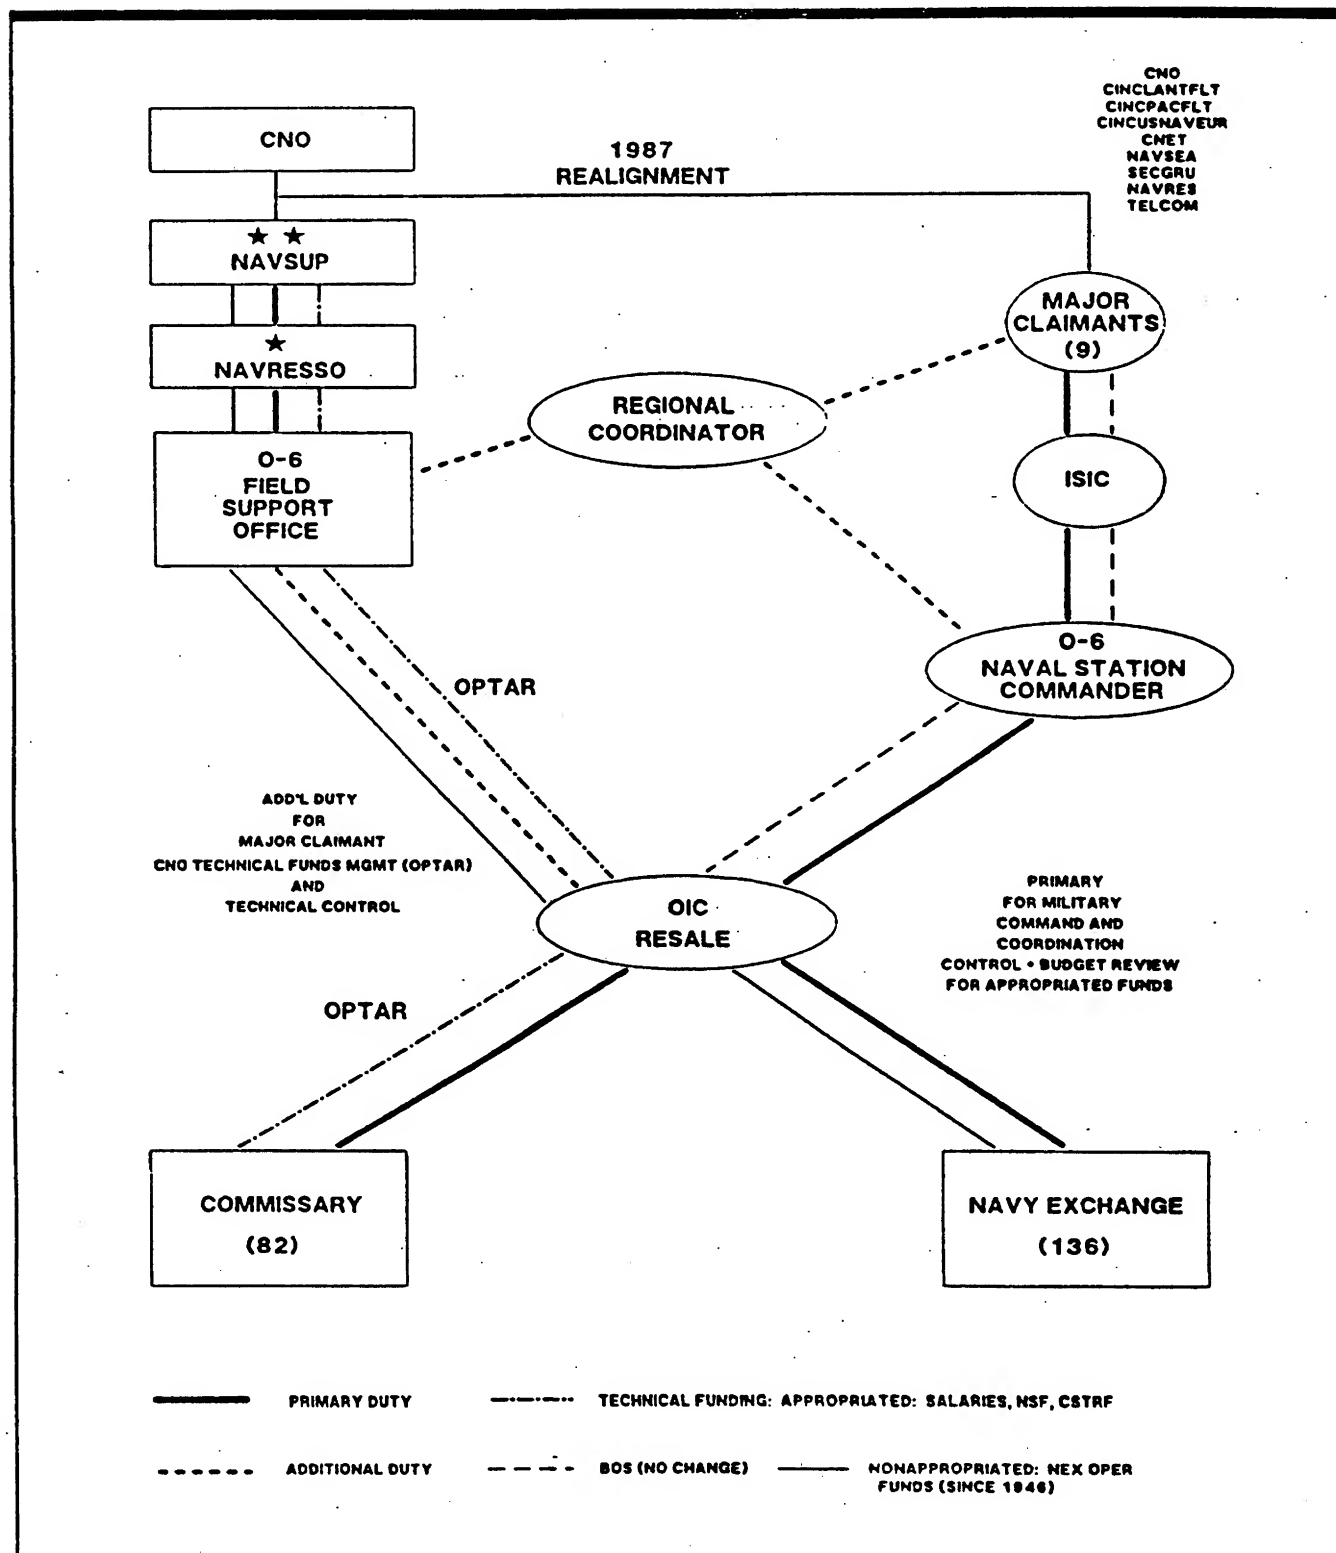 CNO
CINCLANTFLT
CINCPACFLT
CINCUSNAVEUR
CNET
NAVSEA
SECGRU
NAVRES
TELCOM
CNO
1987
REALIGNMENT
★ ★
NAVSUP
★
NAVRESSO
MAJOR
CLAIMANTS
(9)
REGIONAL
COORDINATOR
O-6
FIELD
SUPPORT
OFFICE
ISIC
O-6
NAVAL STATION
COMMANDER
OPTAR
ADD'L DUTY
FOR
MAJOR CLAIMANT
CNO TECHNICAL FUNDS MGMT (OPTAR)
AND
TECHNICAL CONTROL
OIC
RESALE
PRIMARY
FOR MILITARY
COMMAND AND
COORDINATION
CONTROL • BUDGET REVIEW
FOR APPROPRIATED FUNDS
OPTAR
COMMISSARY
(82)
NAVY EXCHANGE
(136)
PRIMARY DUTY
TECHNICAL FUNDING: APPROPRIATED: SALARIES, NSF, CSTRF
ADDITIONAL DUTY
BOS (NO CHANGE)
NONAPPROPRIATED: NEX OPER
FUNDS (SINCE 1946)